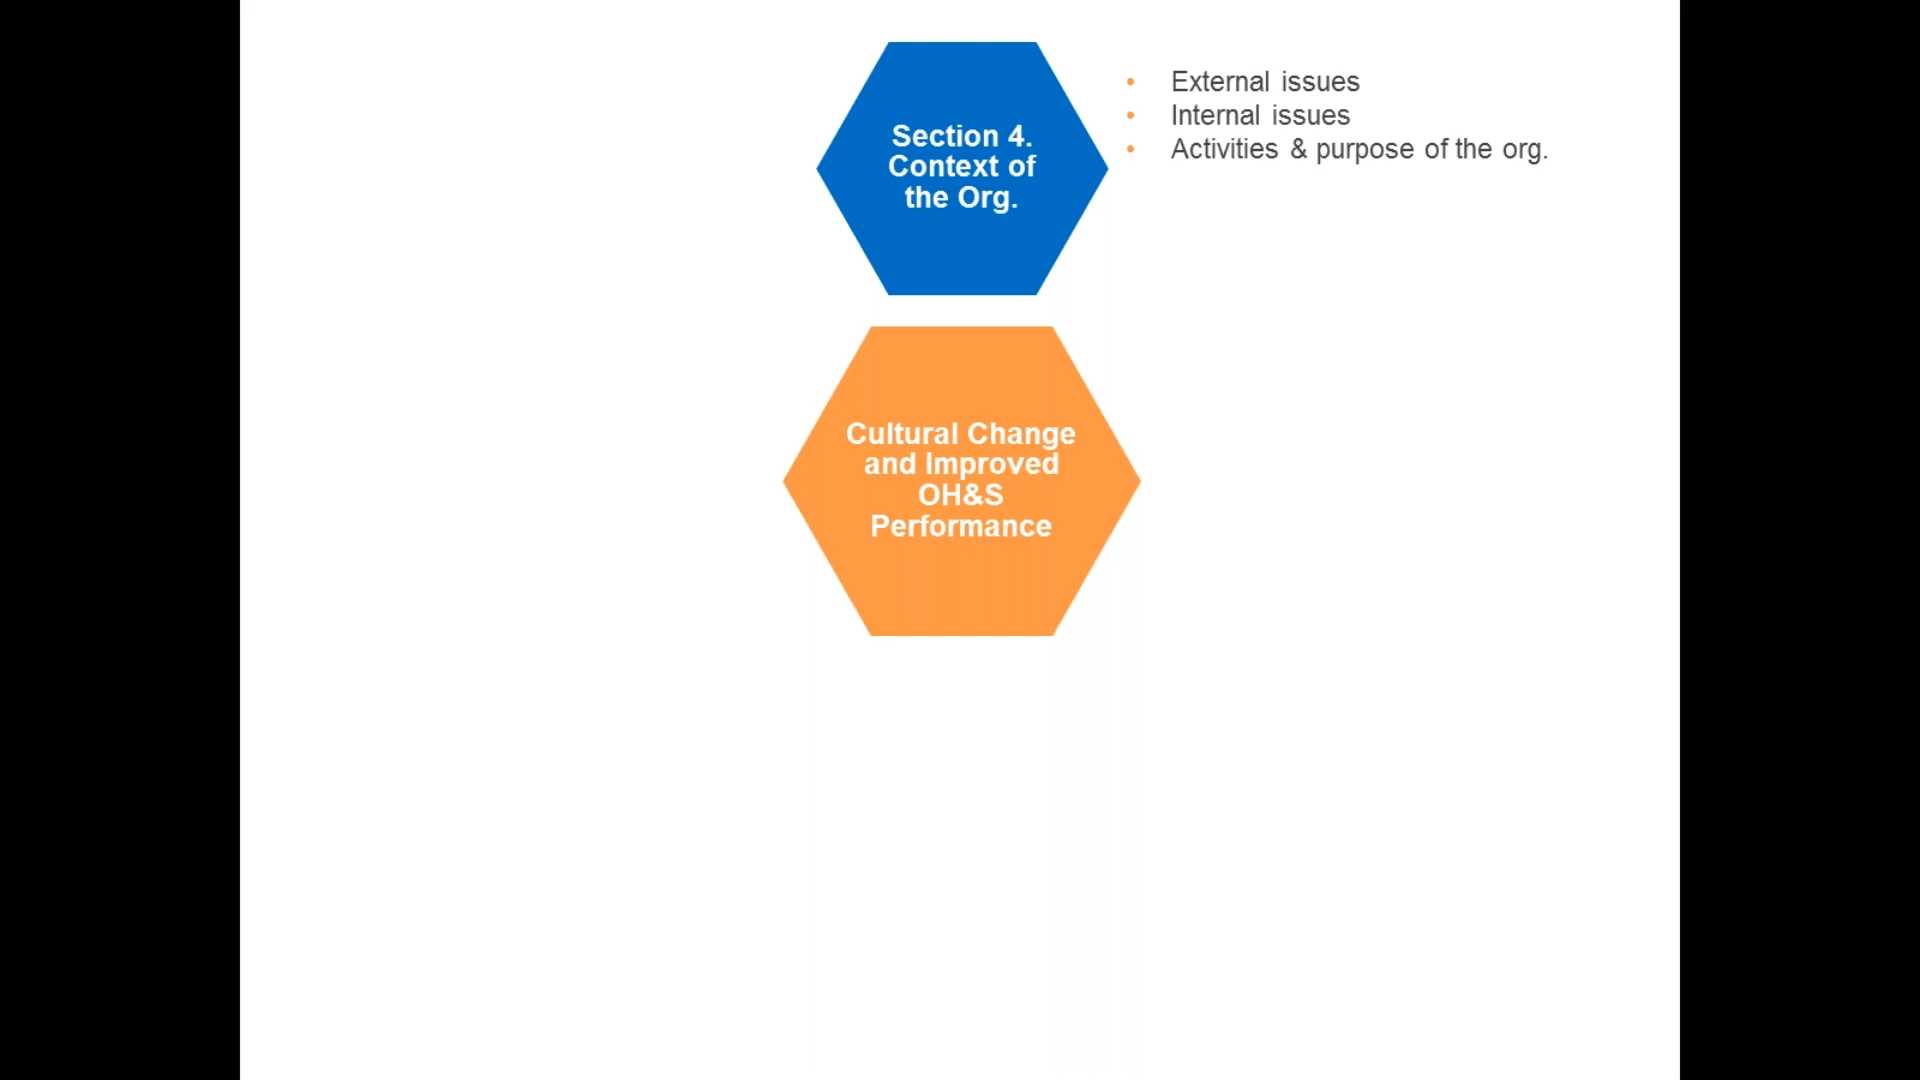 Section 4.
Context of
the Org.
• External issues
• Internal issues
• Activities & purpose of the org.
Cultural Change
and Improved
OH&S
Performance